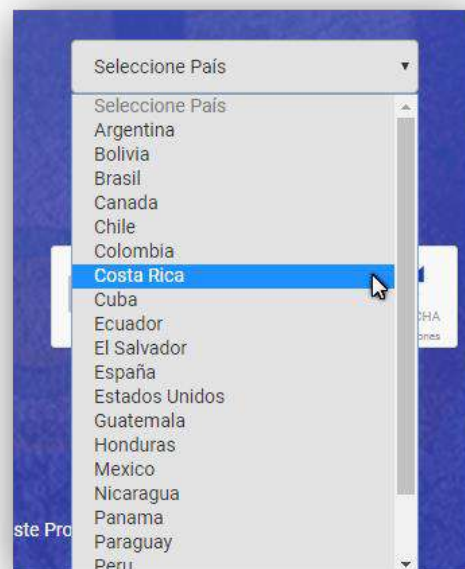 Seleccione País
Seleccione País
Argentina
Bolivia
Brasil
Canada
Chile
Colombia
Costa Rica
Cuba
CHA
Ecuador
ones
El Salvador
España
Estados Unidos
Guatemala
Honduras
Mexico
Nicaragua
Panama
ste Pro
Paraguay
Peru